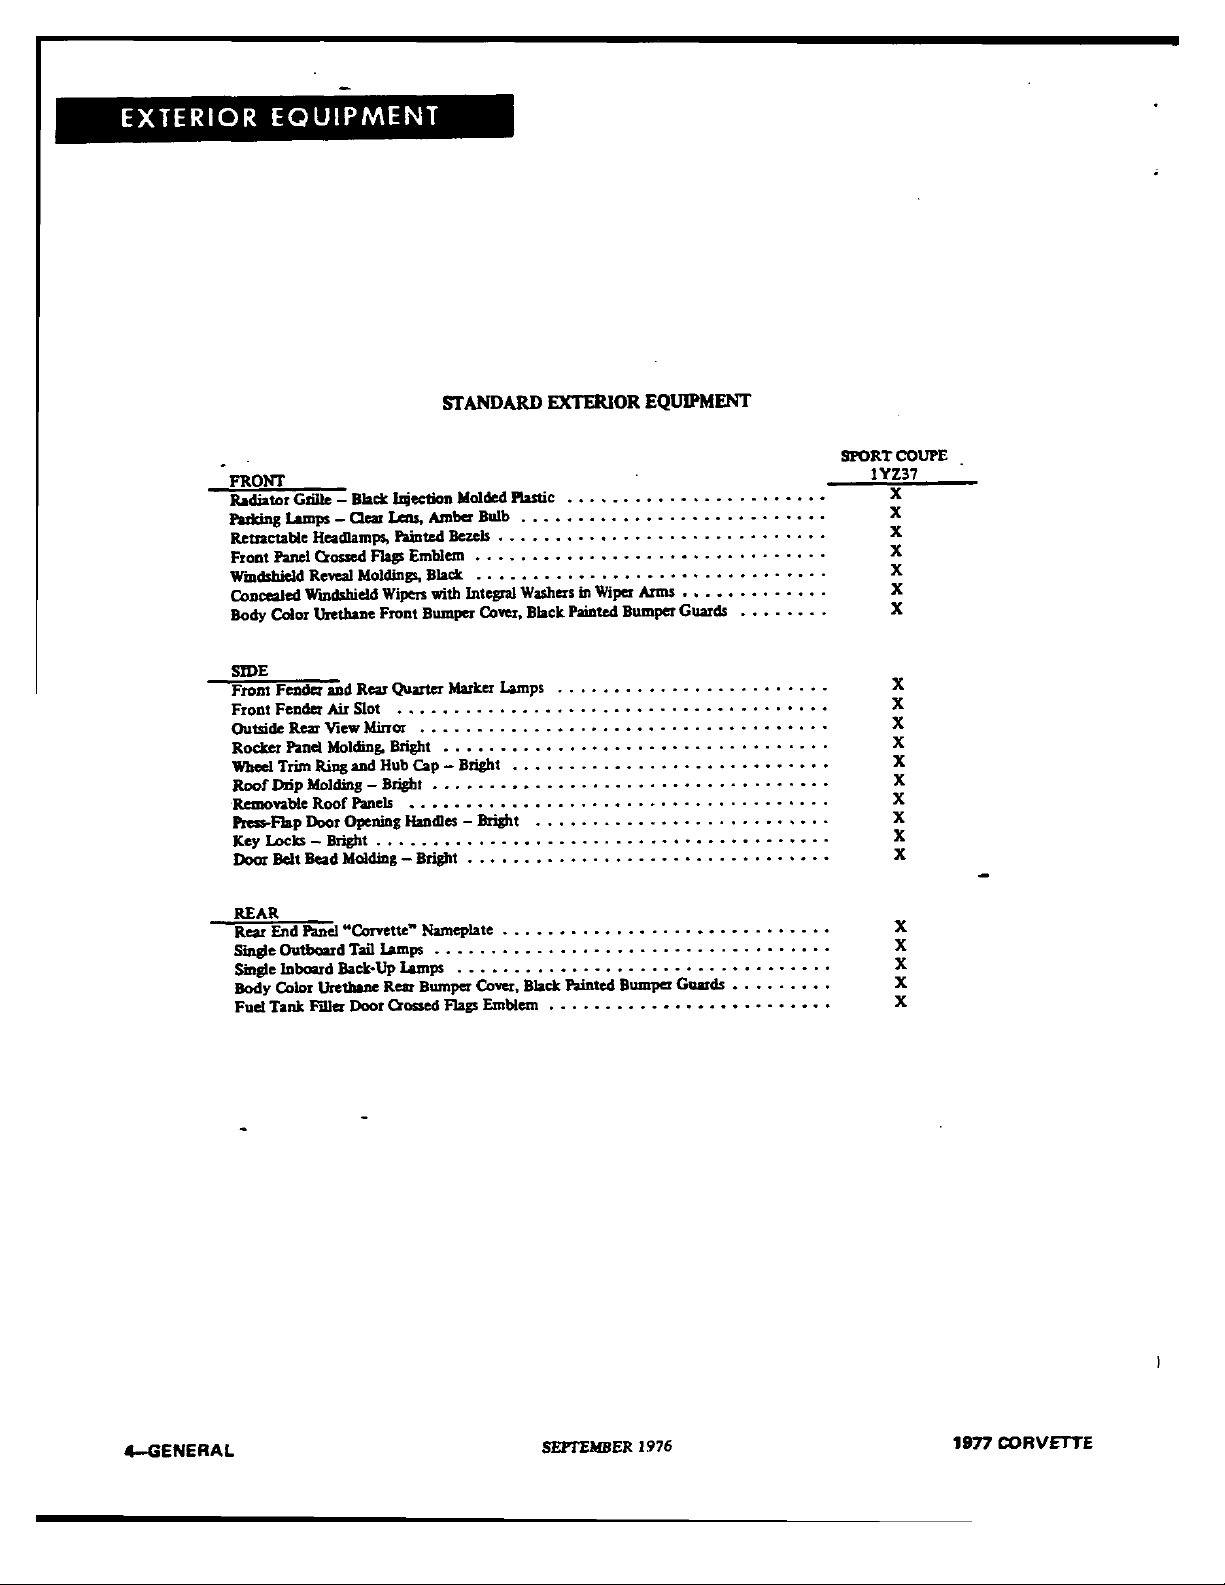 EXTERIOR EQUIPMENT
STANDARD EXTERIOR EQUIPMENT
SPORT COUPE
1YZ37
FRONT
Radiator Grille – Black Injection Molded Plastic . . . . . . . . . . . . . . . . . . . . . . . X
Parking Lamps – Clear Lens, Amber Bulb . . . . . . . . . . . . . . . . . . . . . . . . . . . X
Retractable Headlamps, Painted Bezels . . . . . . . . . . . . . . . . . . . . . . . . . . . . . X
Front Panel Crossed Flags Emblem . . . . . . . . . . . . . . . . . . . . . . . . . . . . . . . X
Windshield Reveal Moldings, Black . . . . . . . . . . . . . . . . . . . . . . . . . . . . . . . X
Concealed Windshield Wipers with Integral Washers in Wiper Arms . . . . . . . . . . . . . X
Body Color Urethane Front Bumper Cover, Black Painted Bumper Guards . . . . . . . . X
SIDE
Front Fender and Rear Quarter Marker Lamps . . . . . . . . . . . . . . . . . . . . . . . . X
Front Fender Air Slot . . . . . . . . . . . . . . . . . . . . . . . . . . . . . . . . . . . . . . X
Outside Rear View Mirror . . . . . . . . . . . . . . . . . . . . . . . . . . . . . . . . . . . . X
Rocker Panel Molding, Bright . . . . . . . . . . . . . . . . . . . . . . . . . . . . . . . . . . X
Wheel Trim Ring and Hub Cap – Bright . . . . . . . . . . . . . . . . . . . . . . . . . . . . X
Roof Drip Molding – Bright . . . . . . . . . . . . . . . . . . . . . . . . . . . . . . . . . . . X
Removable Roof Panels . . . . . . . . . . . . . . . . . . . . . . . . . . . . . . . . . . . . . X
Press-Flap Door Opening Handles – Bright . . . . . . . . . . . . . . . . . . . . . . . . . . X
Key Locks – Bright . . . . . . . . . . . . . . . . . . . . . . . . . . . . . . . . . . . . . . . . X
Door Belt Bead Molding – Bright . . . . . . . . . . . . . . . . . . . . . . . . . . . . . . . . X
REAR
Rear End Panel "Corvette" Nameplate . . . . . . . . . . . . . . . . . . . . . . . . . . . . . X
Single Outboard Tail Lamps . . . . . . . . . . . . . . . . . . . . . . . . . . . . . . . . . . . X
Single Inboard Back-Up Lamps . . . . . . . . . . . . . . . . . . . . . . . . . . . . . . . . . X
Body Color Urethane Rear Bumper Cover, Black Painted Bumper Guards . . . . . . . . . X
Fuel Tank Filler Door Crossed Flags Emblem . . . . . . . . . . . . . . . . . . . . . . . . . X
4—GENERAL
SEPTEMBER 1976
1977 CORVETTE